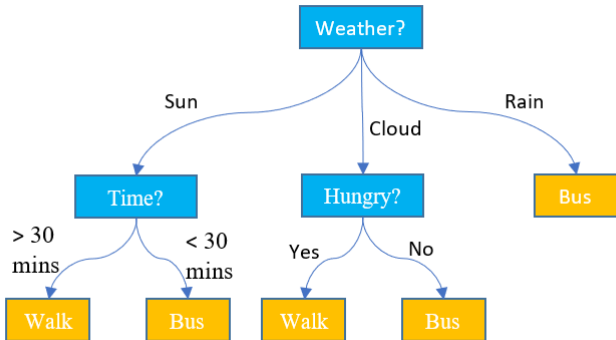 Weather?
Sun
Cloud
Rain
Time?
Hungry?
Bus
> 30
mins
< 30
mins
Yes
No
Walk
Bus
Walk
Bus